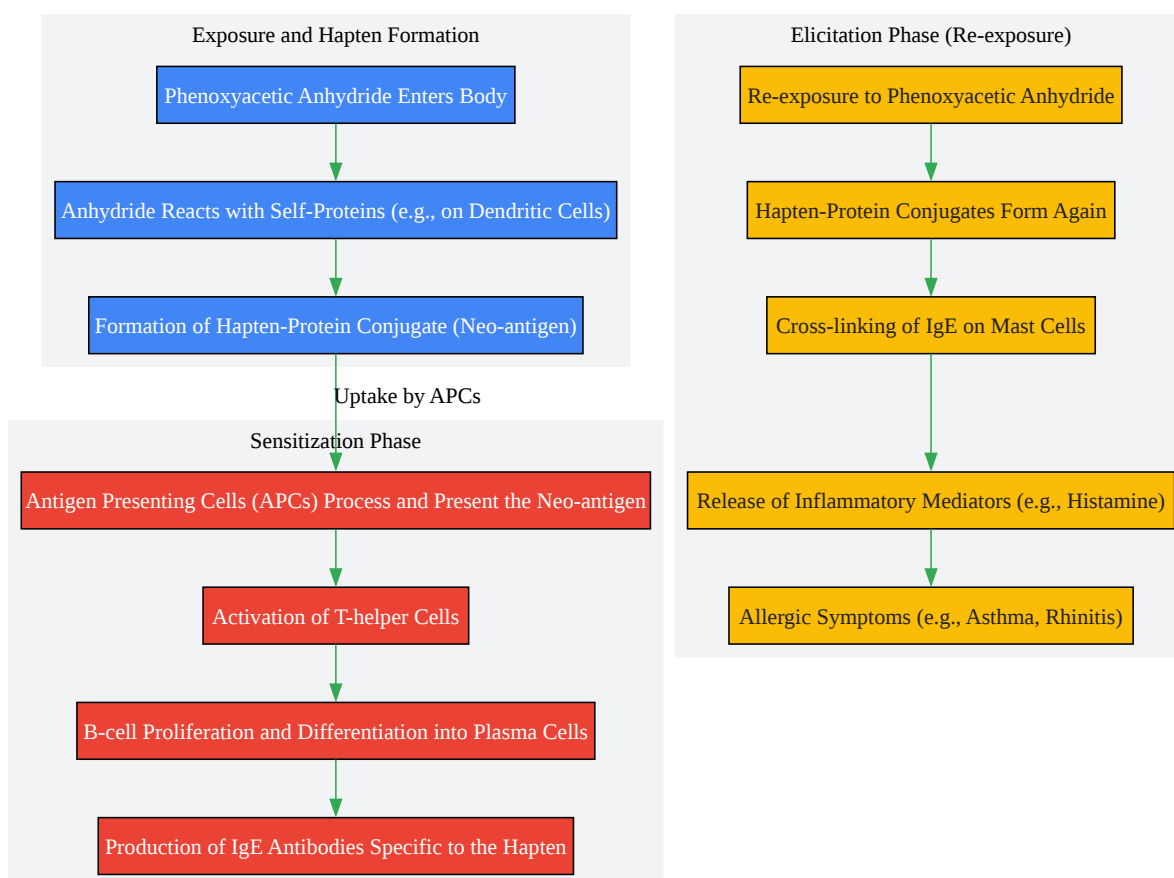 Exposure and Hapten Formation
Phenoxyacetic Anhydride Enters Body
Anhydride Reacts with Self-Proteins (e.g., on Dendritic Cells)
Formation of Hapten-Protein Conjugate (Neo-antigen)
Uptake by APCs
Sensitization Phase
Antigen Presenting Cells (APCs) Process and Present the Neo-antigen
Activation of T-helper Cells
B-cell Proliferation and Differentiation into Plasma Cells
Production of IgE Antibodies Specific to the Hapten
Elicitation Phase (Re-exposure)
Re-exposure to Phenoxyacetic Anhydride
Hapten-Protein Conjugates Form Again
Cross-linking of IgE on Mast Cells
Release of Inflammatory Mediators (e.g., Histamine)
Allergic Symptoms (e.g., Asthma, Rhinitis)